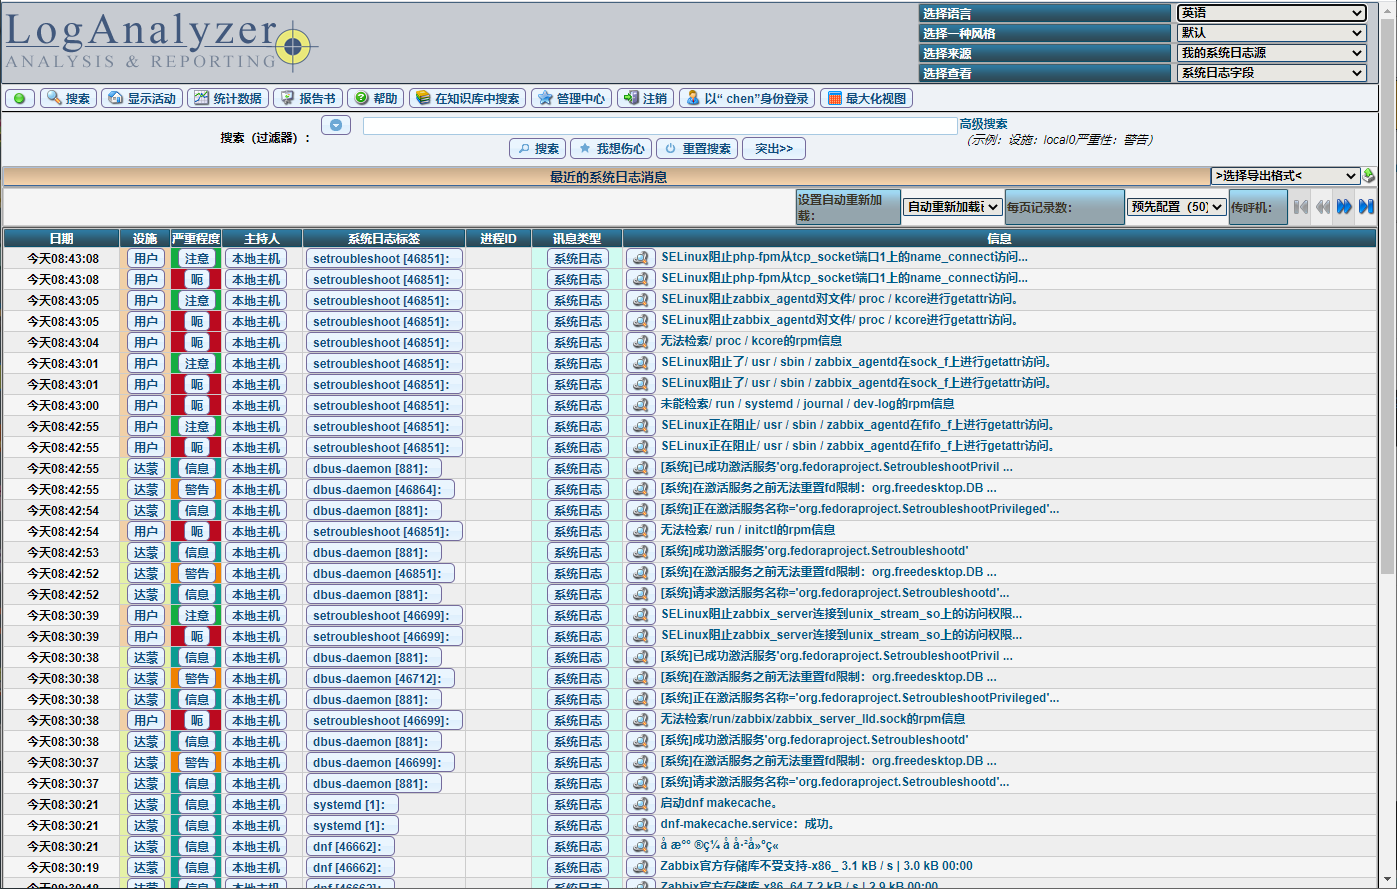 LogAnalyzer
ANALYSIS & REPORTING
选择语言 英语
选择一种风格 默认
选择来源 我的系统日志源
选择查看 系统日志字段
搜索 显示活动 统计数据 报告书 帮助 在知识库中搜索 管理中心 注销 以“ chen”身份登录 最大化视图
搜索（过滤器）： 高级搜索
(示例：设施：local0严重性：警告)
搜索 我想伤心 重置搜索 突出>>
最近的系统日志消息 >选择导出格式<
设置自动重新加载： 自动重新加载i 每页记录数： 预先配置（50） 传呼机：
日期 设施 严重程度 主持人 系统日志标签 进程ID 讯息类型 信息
今天08:43:08 用户 注意 本地主机 setroubleshoot [46851]: 系统日志 SELinux阻止php-fpm从tcp_socket端口1上的name_connect访问...
今天08:43:08 用户 呃 本地主机 setroubleshoot [46851]: 系统日志 SELinux阻止php-fpm从tcp_socket端口1上的name_connect访问...
今天08:43:05 用户 注意 本地主机 setroubleshoot [46851]: 系统日志 SELinux阻止zabbix_agentd对文件/ proc / kcore进行getattr访问。
今天08:43:05 用户 呃 本地主机 setroubleshoot [46851]: 系统日志 SELinux阻止zabbix_agentd对文件/ proc / kcore进行getattr访问。
今天08:43:04 用户 呃 本地主机 setroubleshoot [46851]: 系统日志 无法检索/ proc / kcore的rpm信息
今天08:43:01 用户 注意 本地主机 setroubleshoot [46851]: 系统日志 SELinux阻止了/ usr / sbin / zabbix_agentd在sock_f上进行getattr访问。
今天08:43:01 用户 呃 本地主机 setroubleshoot [46851]: 系统日志 SELinux阻止了/ usr / sbin / zabbix_agentd在sock_f上进行getattr访问。
今天08:43:00 用户 呃 本地主机 setroubleshoot [46851]: 系统日志 未能检索/ run / systemd / journal / dev-log的rpm信息
今天08:42:55 用户 注意 本地主机 setroubleshoot [46851]: 系统日志 SELinux正在阻止/ usr / sbin / zabbix_agentd在fifo_f上进行getattr访问。
今天08:42:55 用户 呃 本地主机 setroubleshoot [46851]: 系统日志 SELinux正在阻止/ usr / sbin / zabbix_agentd在fifo_f上进行getattr访问。
今天08:42:55 达蒙 信息 本地主机 dbus-daemon [881]: 系统日志 [系统]已成功激活服务'org.fedoraproject.SetroubleshootPrivil ...
今天08:42:55 达蒙 警告 本地主机 dbus-daemon [46864]: 系统日志 [系统]在激活服务之前无法重置fd限制：org.freedesktop.DB ...
今天08:42:54 达蒙 信息 本地主机 dbus-daemon [881]: 系统日志 [系统]正在激活服务名称='org.fedoraproject.SetroubleshootPrivileged'...
今天08:42:54 用户 呃 本地主机 setroubleshoot [46851]: 系统日志 无法检索/ run / initctl的rpm信息
今天08:42:53 达蒙 信息 本地主机 dbus-daemon [881]: 系统日志 [系统]成功激活服务'org.fedoraproject.Setroubleshootd'
今天08:42:52 达蒙 警告 本地主机 dbus-daemon [46851]: 系统日志 [系统]在激活服务之前无法重置fd限制：org.freedesktop.DB ...
今天08:42:52 达蒙 信息 本地主机 dbus-daemon [881]: 系统日志 [系统]请求激活服务名称='org.fedoraproject.Setroubleshootd'...
今天08:30:39 用户 注意 本地主机 setroubleshoot [46699]: 系统日志 SELinux阻止zabbix_server连接到unix_stream_so上的访问权限...
今天08:30:39 用户 呃 本地主机 setroubleshoot [46699]: 系统日志 SELinux阻止zabbix_server连接到unix_stream_so上的访问权限...
今天08:30:38 达蒙 信息 本地主机 dbus-daemon [881]: 系统日志 [系统]已成功激活服务'org.fedoraproject.SetroubleshootPrivil ...
今天08:30:38 达蒙 警告 本地主机 dbus-daemon [46712]: 系统日志 [系统]在激活服务之前无法重置fd限制：org.freedesktop.DB ...
今天08:30:38 达蒙 信息 本地主机 dbus-daemon [881]: 系统日志 [系统]正在激活服务名称='org.fedoraproject.SetroubleshootPrivileged'...
今天08:30:38 用户 呃 本地主机 setroubleshoot [46699]: 系统日志 无法检索/run/zabbix/zabbix_server_lld.sock的rpm信息
今天08:30:38 达蒙 信息 本地主机 dbus-daemon [881]: 系统日志 [系统]成功激活服务'org.fedoraproject.Setroubleshootd'
今天08:30:37 达蒙 警告 本地主机 dbus-daemon [46699]: 系统日志 [系统]在激活服务之前无法重置fd限制：org.freedesktop.DB ...
今天08:30:37 达蒙 信息 本地主机 dbus-daemon [881]: 系统日志 [系统]请求激活服务名称='org.fedoraproject.Setroubleshootd'...
今天08:30:21 达蒙 信息 本地主机 systemd [1]: 系统日志 启动dnf makecache。
今天08:30:21 达蒙 信息 本地主机 systemd [1]: 系统日志 dnf-makecache.service：成功。
今天08:30:21 达蒙 信息 本地主机 dnf [46662]: 系统日志
今天08:30:19 达蒙 信息 本地主机 dnf [46662]: 系统日志 Zabbix官方存储库不受支持-x86_ 3.1 kB / s | 3.0 kB 00:00
今天08:30:18 达蒙 信息 本地主机 dnf [46662]: 系统日志 Zabbix官方存储库-x86_64 7.2 kB / s | 2.9 kB 00:00